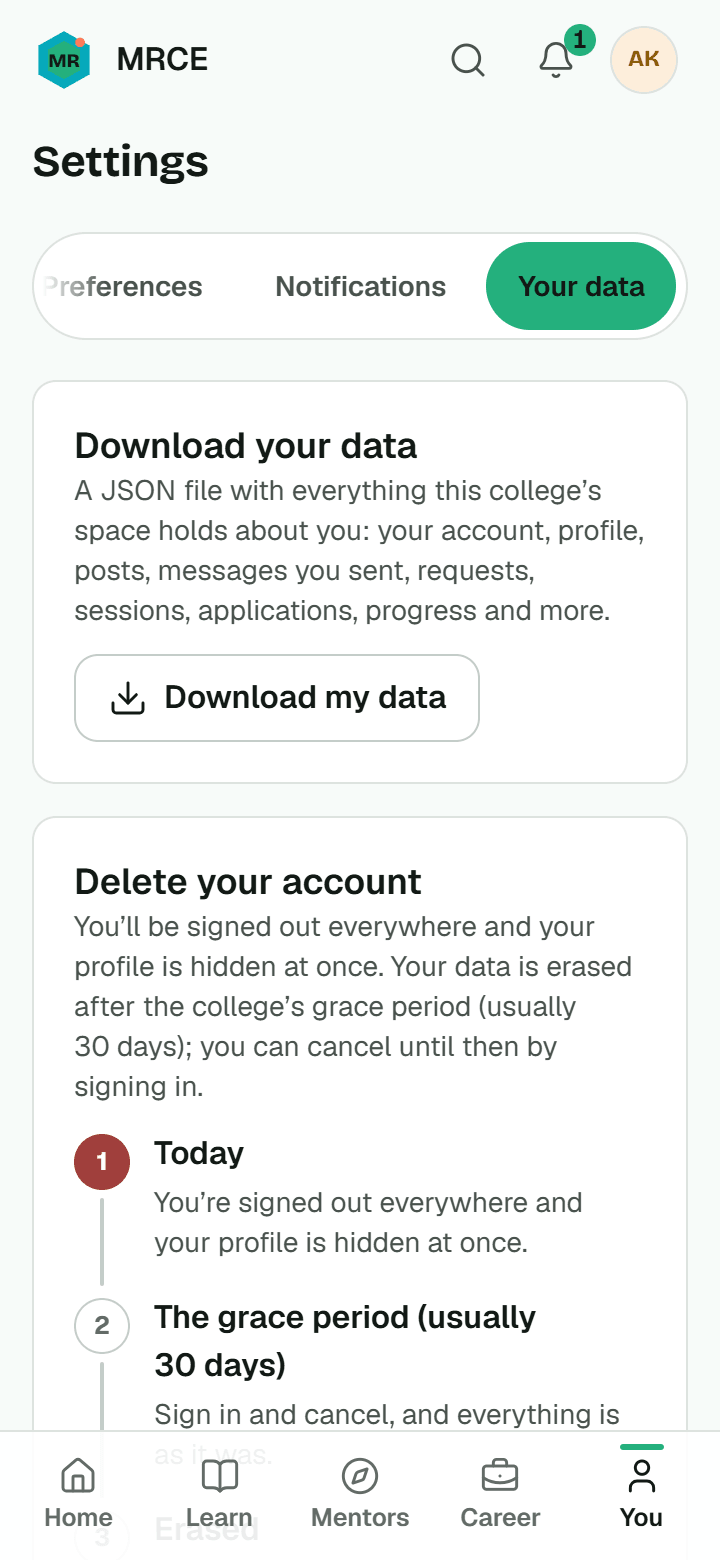 MR
MRCE
1
AK
Settings
Preferences
Notifications
Your data
Download your data
A JSON file with everything this college’s
space holds about you: your account, profile,
posts, messages you sent, requests,
sessions, applications, progress and more.
Download my data
Delete your account
You’ll be signed out everywhere and your
profile is hidden at once. Your data is erased
after the college’s grace period (usually
30 days); you can cancel until then by
signing in.
1
Today
You’re signed out everywhere and
your profile is hidden at once.
2
The grace period (usually
30 days)
Sign in and cancel, and everything is
as it was.
3
Erased
Home
Learn
Mentors
Career
You